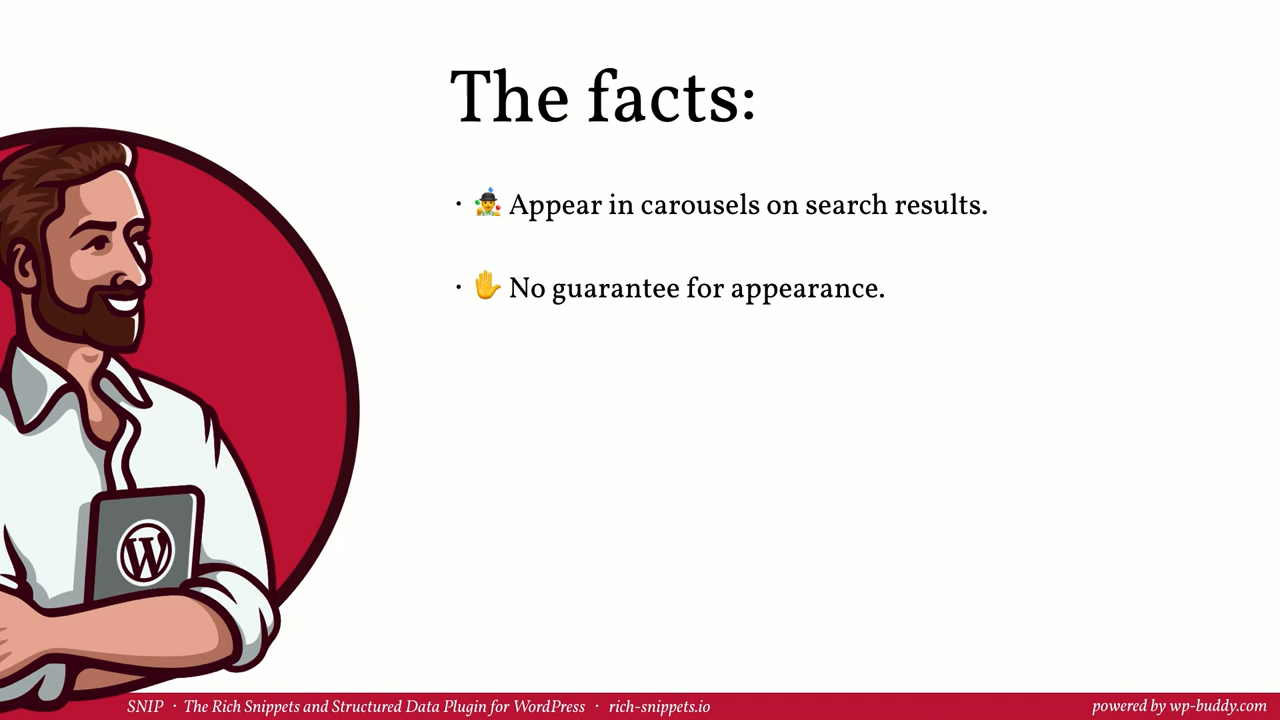 The facts:
· 🤹 Appear in carousels on search results.
· ✋ No guarantee for appearance.
W
SNIP · The Rich Snippets and Structured Data Plugin for WordPress · rich-snippets.io
powered by wp-buddy.com